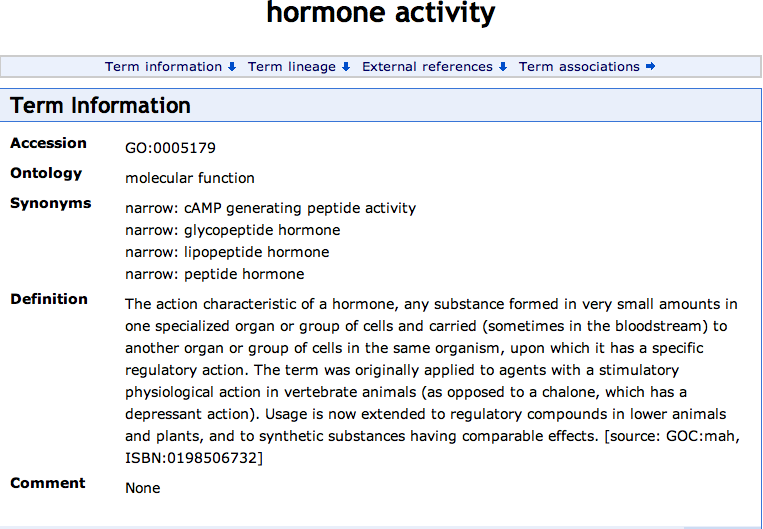 hormone activity
Term information Term lineage External references Term associations
Term Information
Accession GO:0005179
Ontology molecular function
Synonyms narrow: cAMP generating peptide activity
narrow: glycopeptide hormone
narrow: lipopeptide hormone
narrow: peptide hormone
Definition The action characteristic of a hormone, any substance formed in very small amounts in
one specialized organ or group of cells and carried (sometimes in the bloodstream) to
another organ or group of cells in the same organism, upon which it has a specific
regulatory action. The term was originally applied to agents with a stimulatory
physiological action in vertebrate animals (as opposed to a chalone, which has a
depressant action). Usage is now extended to regulatory compounds in lower animals
and plants, and to synthetic substances having comparable effects. [source: GOC:mah,
ISBN:0198506732]
Comment None